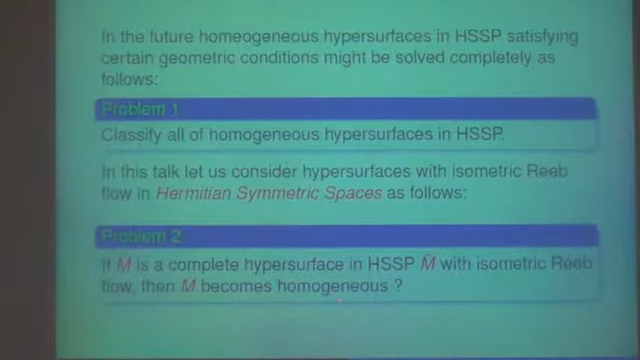 In the future homeogeneous hypersurfaces in HSSP satisfying
certain geometric conditions might be solved completely as
follows:
Problem 1
Classify all of homogeneous hypersurfaces in HSSP.
In this talk let us consider hypersurfaces with isometric Reeb
flow in Hermitian Symmetric Spaces as follows:
Problem 2
If M is a complete hypersurface in HSSP M̄ with isometric Reeb
flow, then M becomes homogeneous ?